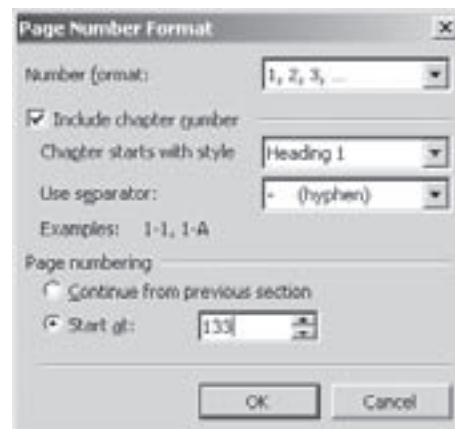 Page Number Format
Number format: 1, 2, 3, ...
Include chapter number
Chapter starts with style Heading 1
Use separator: - (hyphen)
Examples: 1-1, 1-A
Page numbering
Continue from previous section
Start at: 133
OK Cancel